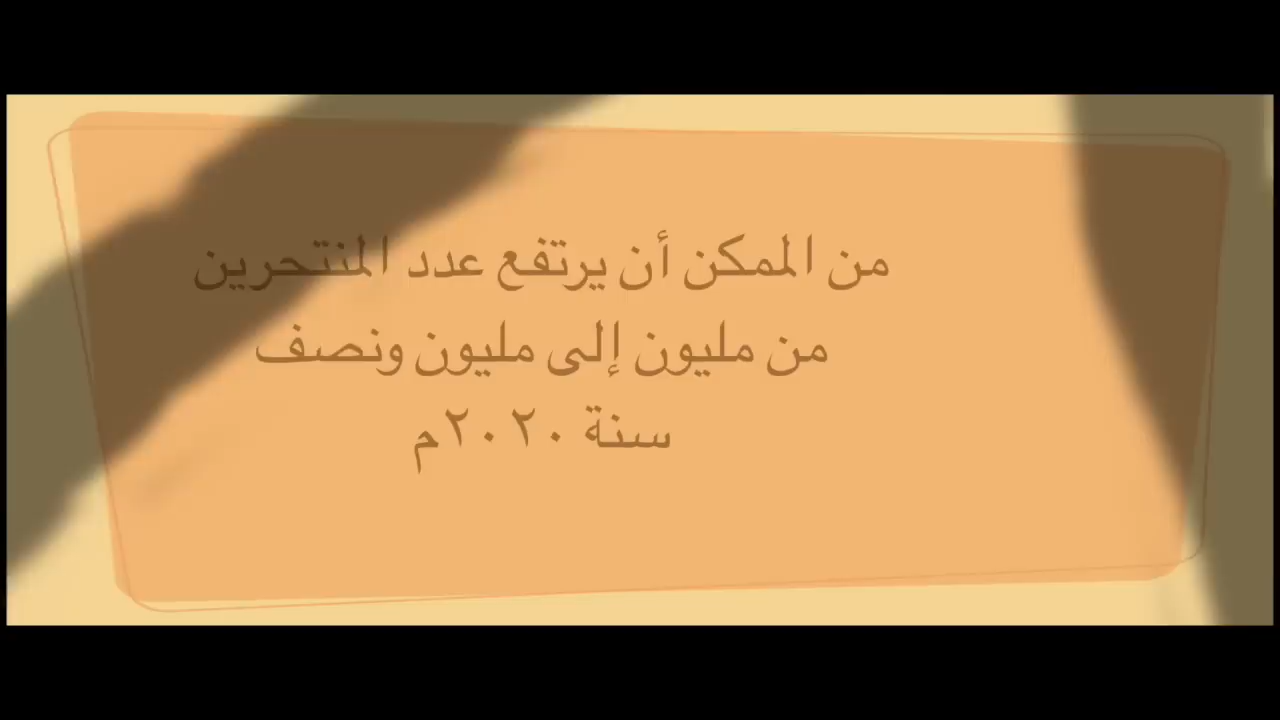 من الممكن أن يرتفع عدد المنتحرين
من مليون إلى مليون ونصف
سنة ٢٠٢٠م